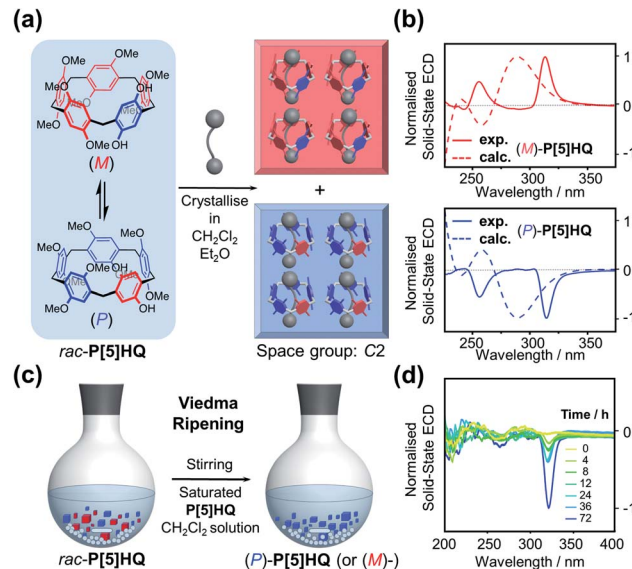 (a)
OMe
OMe
OMe
MeO
MeO
OH
MeO
OMe
OMe
OH
(M)
OMe
MeO
OMe
OMe
OH
MeO
MeO
OMe
OH
(P)
rac-P[5]HQ
Crystallise
in
CH2Cl2
Et2O
+
Space group: C2
(b)
Normalised
Solid-State ECD
exp. (M)-P[5]HQ
calc.
1
0
-1
250 300 350
Wavelength / nm
Normalised
Solid-State ECD
exp. (P)-P[5]HQ
calc.
1
0
-1
250 300 350
Wavelength / nm
(c)
Viedma
Ripening
Stirring
Saturated
P[5]HQ
CH2Cl2 solution
rac-P[5]HQ
(P)-P[5]HQ (or (M)-)
(d)
Normalised
Solid-State ECD
Time / h
0
4
8
12
24
36
72
0
-1
200 250 300 350 400
Wavelength / nm